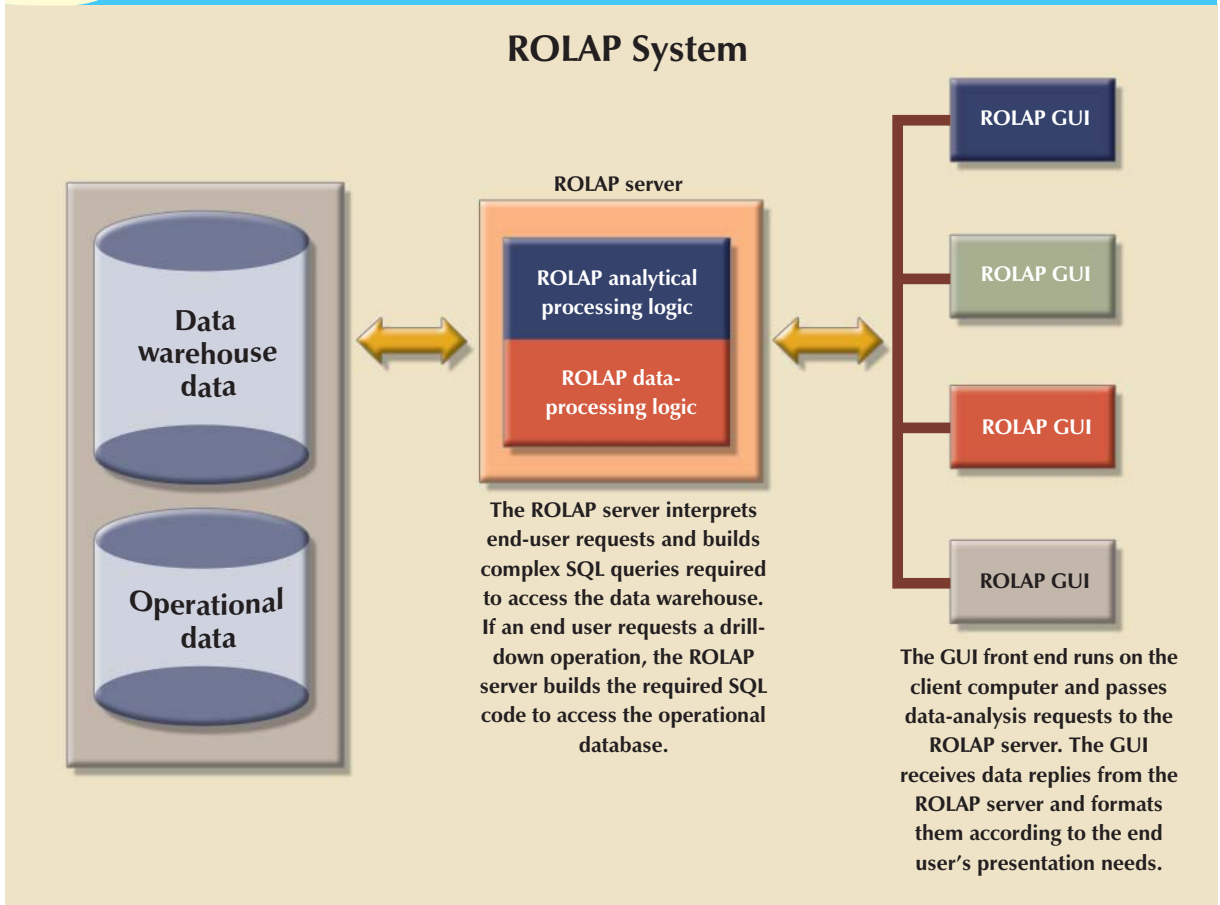 ROLAP System
Data
warehouse
data
Operational
data
ROLAP server
ROLAP analytical
processing logic
ROLAP data-
processing logic
The ROLAP server interprets
end-user requests and builds
complex SQL queries required
to access the data warehouse.
If an end user requests a drill-
down operation, the ROLAP
server builds the required SQL
code to access the operational
database.
ROLAP GUI
ROLAP GUI
ROLAP GUI
ROLAP GUI
The GUI front end runs on the
client computer and passes
data-analysis requests to the
ROLAP server. The GUI
receives data replies from the
ROLAP server and formats
them according to the end
user’s presentation needs.